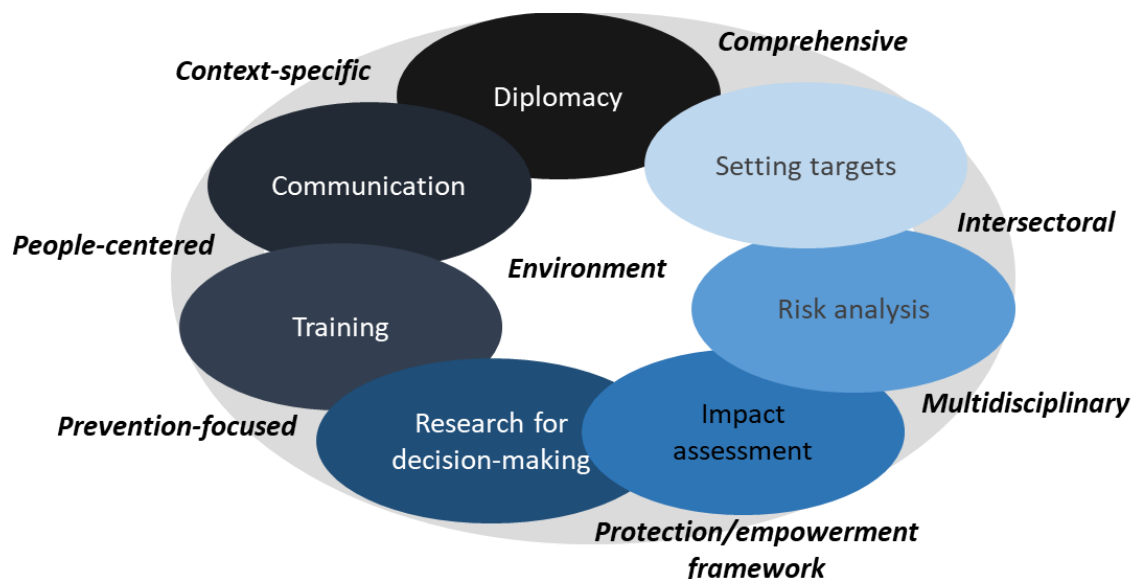 Comprehensive
Context-specific
Diplomacy
Setting targets
Communication
Intersectoral
People-centered
Environment
Risk analysis
Training
Multidisciplinary
Prevention-focused
Research for
decision-making
Impact
assessment
Protection/empowerment
framework